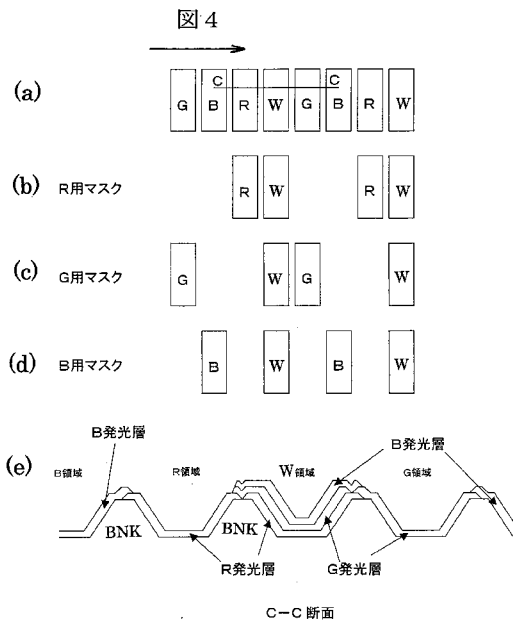 図4
(a)
C C
G B R W G B R W
(b) R用マスク
R W R W
(c) G用マスク
G W G W
(d) B用マスク
B W B W
(e)
B発光層
B領域 R領域 W領域 B発光層 G領域
BNK BNK
R発光層 G発光層
C-C 断面